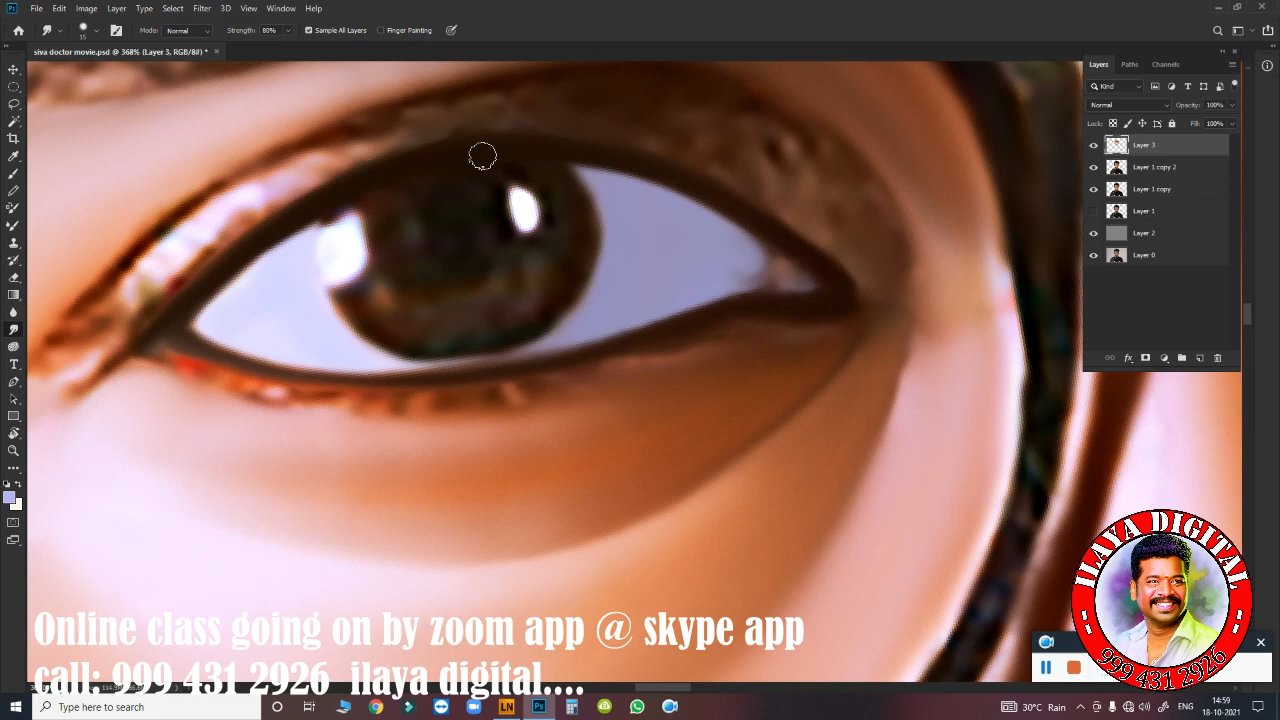 File Edit Image Layer Type Select Filter 3D View Window Help
15 Mode: Normal Strength: 80% Sample All Layers Finger Painting
siva doctor movie.psd @ 368% (Layer 3, RGB/8#) *
Layers Paths Channels
Kind
Normal Opacity: 100%
Lock: Fill: 100%
Layer 3
Layer 1 copy 2
Layer 1 copy
Layer 1
Layer 2
Layer 0
ILAYA DIGITAL
999 431 2926
Online class going on by zoom app @ skype app
call: 999 431 2926 ilaya digital....
Type here to search
LN
Ps
30°C Rain
ENG
14:59
18-10-2021